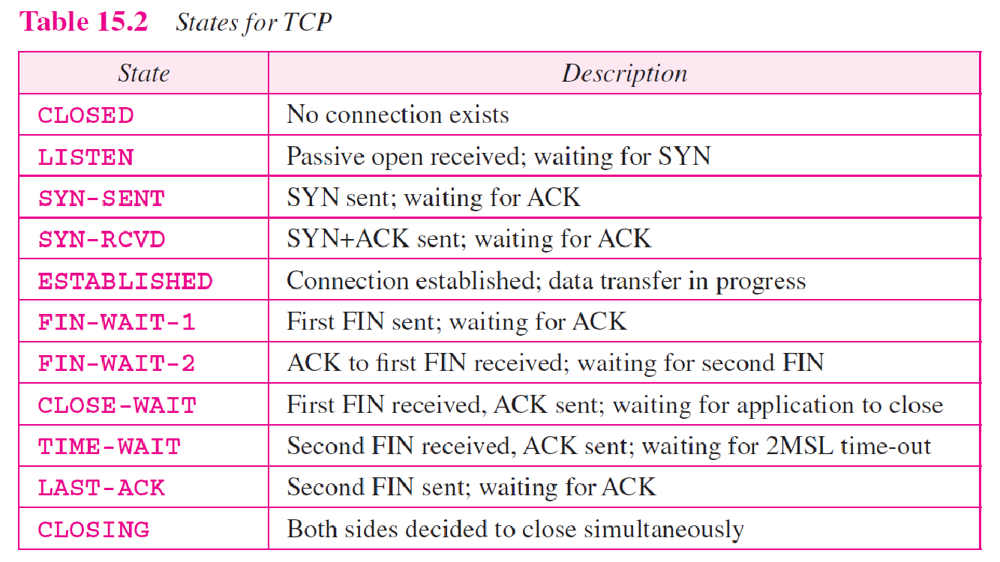 Table 15.2 States for TCP
State Description
CLOSED No connection exists
LISTEN Passive open received; waiting for SYN
SYN-SENT SYN sent; waiting for ACK
SYN-RCVD SYN+ACK sent; waiting for ACK
ESTABLISHED Connection established; data transfer in progress
FIN-WAIT-1 First FIN sent; waiting for ACK
FIN-WAIT-2 ACK to first FIN received; waiting for second FIN
CLOSE-WAIT First FIN received, ACK sent; waiting for application to close
TIME-WAIT Second FIN received, ACK sent; waiting for 2MSL time-out
LAST-ACK Second FIN sent; waiting for ACK
CLOSING Both sides decided to close simultaneously